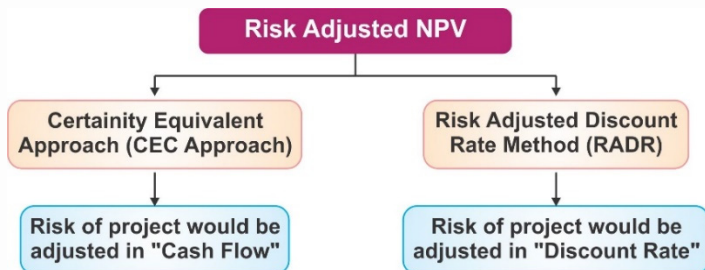 Risk Adjusted NPV
Certainity Equivalent
Approach (CEC Approach)
Risk Adjusted Discount
Rate Method (RADR)
Risk of project would be
adjusted in "Cash Flow"
Risk of project would be
adjusted in "Discount Rate"